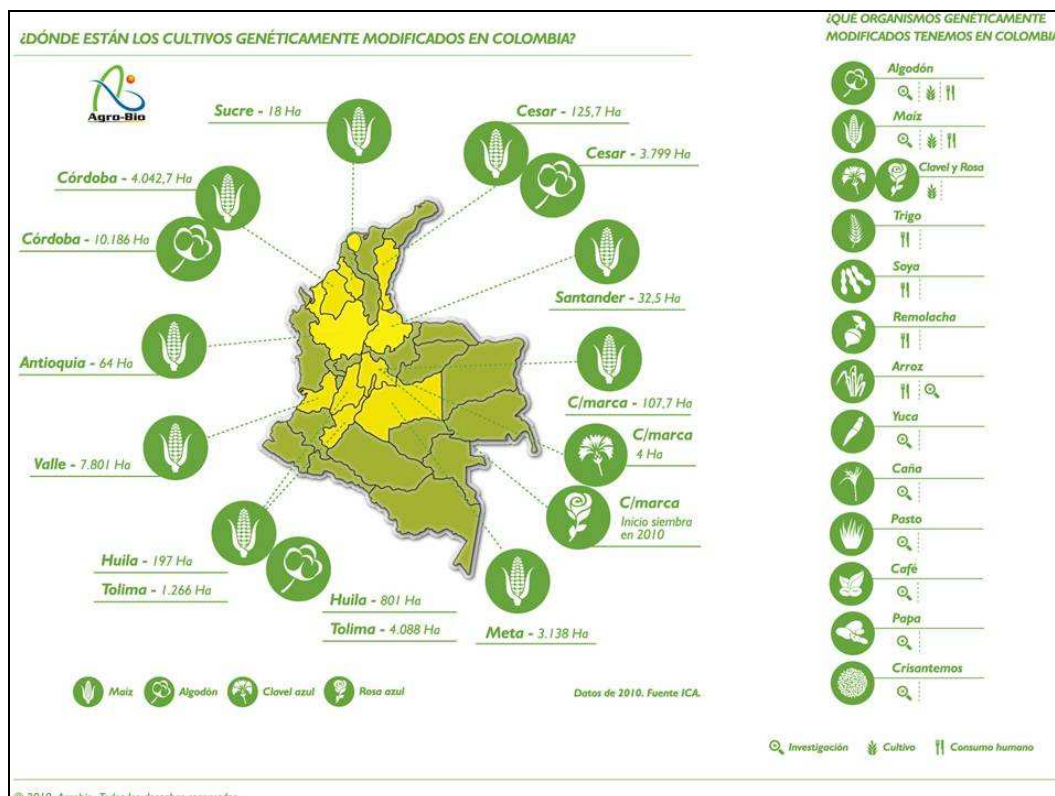 ¿DÓNDE ESTÁN LOS CULTIVOS GENÉTICAMENTE MODIFICADOS EN COLOMBIA?
Agro-Bio
Sucre - 18 Ha
Cesar - 125,7 Ha
Cesar - 3.799 Ha
Córdoba - 4.042,7 Ha
Córdoba - 10.186 Ha
Santander - 32,5 Ha
Antioquia - 64 Ha
C/marca - 107,7 Ha
C/marca
4 Ha
Valle - 7.801 Ha
C/marca
Inicio siembra
en 2010
Huila - 197 Ha
Tolima - 1.266 Ha
Huila - 801 Ha
Tolima - 4.088 Ha
Meta - 3.138 Ha
Maíz
Algodón
Clavel azul
Rosa azul
Datos de 2010. Fuente ICA.
¿QUÉ ORGANISMOS GENÉTICAMENTE
MODIFICADOS TENEMOS EN COLOMBIA
Algodón
Maíz
Clavel y Rosa
Trigo
Soya
Remolacha
Arroz
Yuca
Caña
Pasto
Café
Papa
Crisantemos
Investigación
Cultivo
Consumo humano